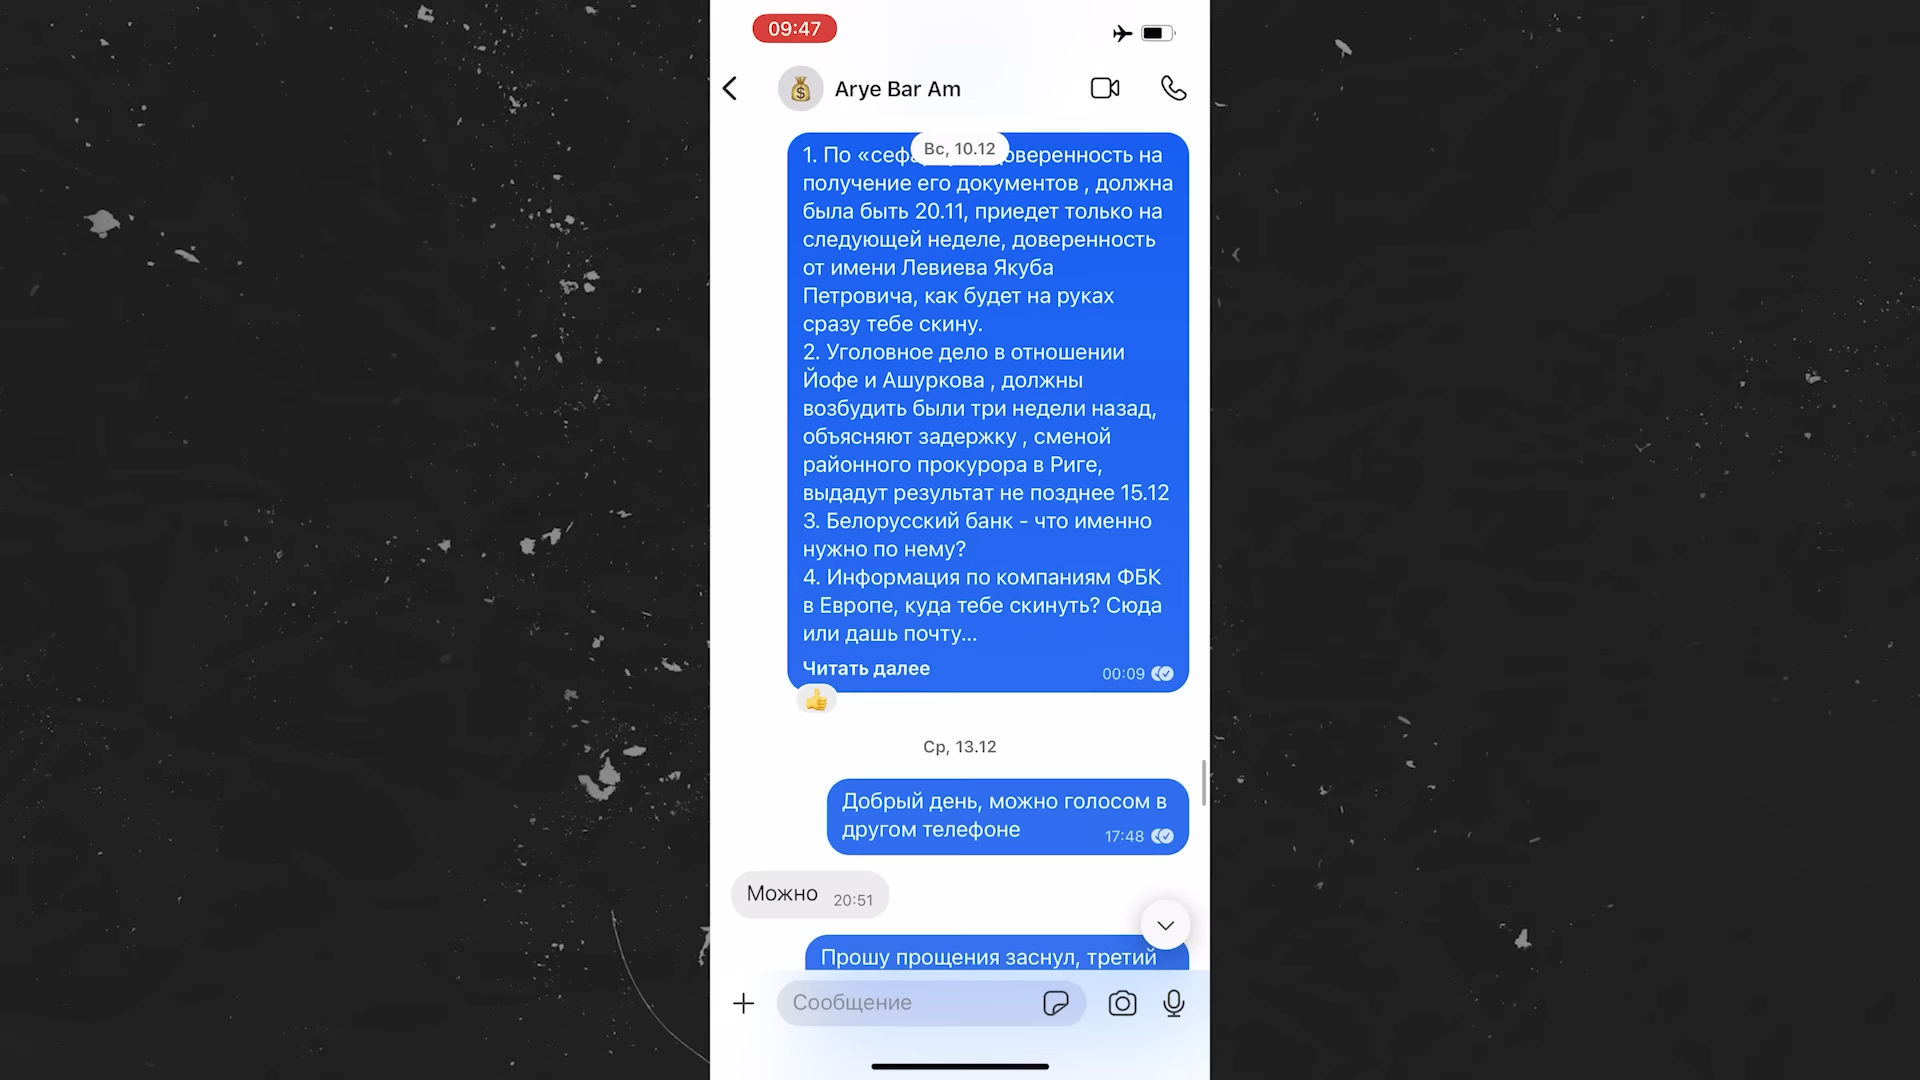 09:47
Arye Bar Am
Вс, 10.12
1. По «сефа
оверенность на
получение его документов , должна
была быть 20.11, приедет только на
следующей неделе, доверенность
от имени Левиева Якуба
Петровича, как будет на руках
сразу тебе скину.
2. Уголовное дело в отношении
Йофе и Ашуркова , должны
возбудить были три недели назад,
объясняют задержку , сменой
районного прокурора в Риге,
выдадут результат не позднее 15.12
3. Белорусский банк - что именно
нужно по нему?
4. Информация по компаниям ФБК
в Европе, куда тебе скинуть? Сюда
или дашь почту...
Читать далее 00:09
Ср, 13.12
Добрый день, можно голосом в
другом телефоне 17:48
Можно 20:51
Прошу прощения заснул, третий
Сообщение